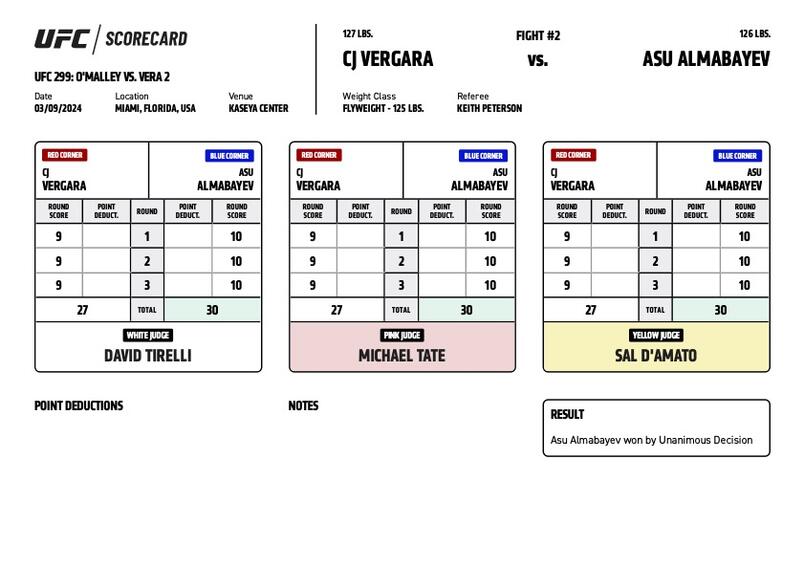 UFC / SCORECARD
UFC 299: O'MALLEY VS. VERA 2
Date Location Venue
03/09/2024 MIAMI, FLORIDA, USA KASEYA CENTER
127 LBS. FIGHT #2 126 LBS.
CJ VERGARA vs. ASU ALMABAYEV
Weight Class Referee
FLYWEIGHT - 125 LBS. KEITH PETERSON
RED CORNER BLUE CORNER
CJ ASU
VERGARA ALMABAYEV
ROUND SCORE POINT DEDUCT. ROUND POINT DEDUCT. ROUND SCORE
9 1 10
9 2 10
9 3 10
27 TOTAL 30
WHITE JUDGE
DAVID TIRELLI
RED CORNER BLUE CORNER
CJ ASU
VERGARA ALMABAYEV
ROUND SCORE POINT DEDUCT. ROUND POINT DEDUCT. ROUND SCORE
9 1 10
9 2 10
9 3 10
27 TOTAL 30
PINK JUDGE
MICHAEL TATE
RED CORNER BLUE CORNER
CJ ASU
VERGARA ALMABAYEV
ROUND SCORE POINT DEDUCT. ROUND POINT DEDUCT. ROUND SCORE
9 1 10
9 2 10
9 3 10
27 TOTAL 30
YELLOW JUDGE
SAL D'AMATO
POINT DEDUCTIONS
NOTES
RESULT
Asu Almabayev won by Unanimous Decision